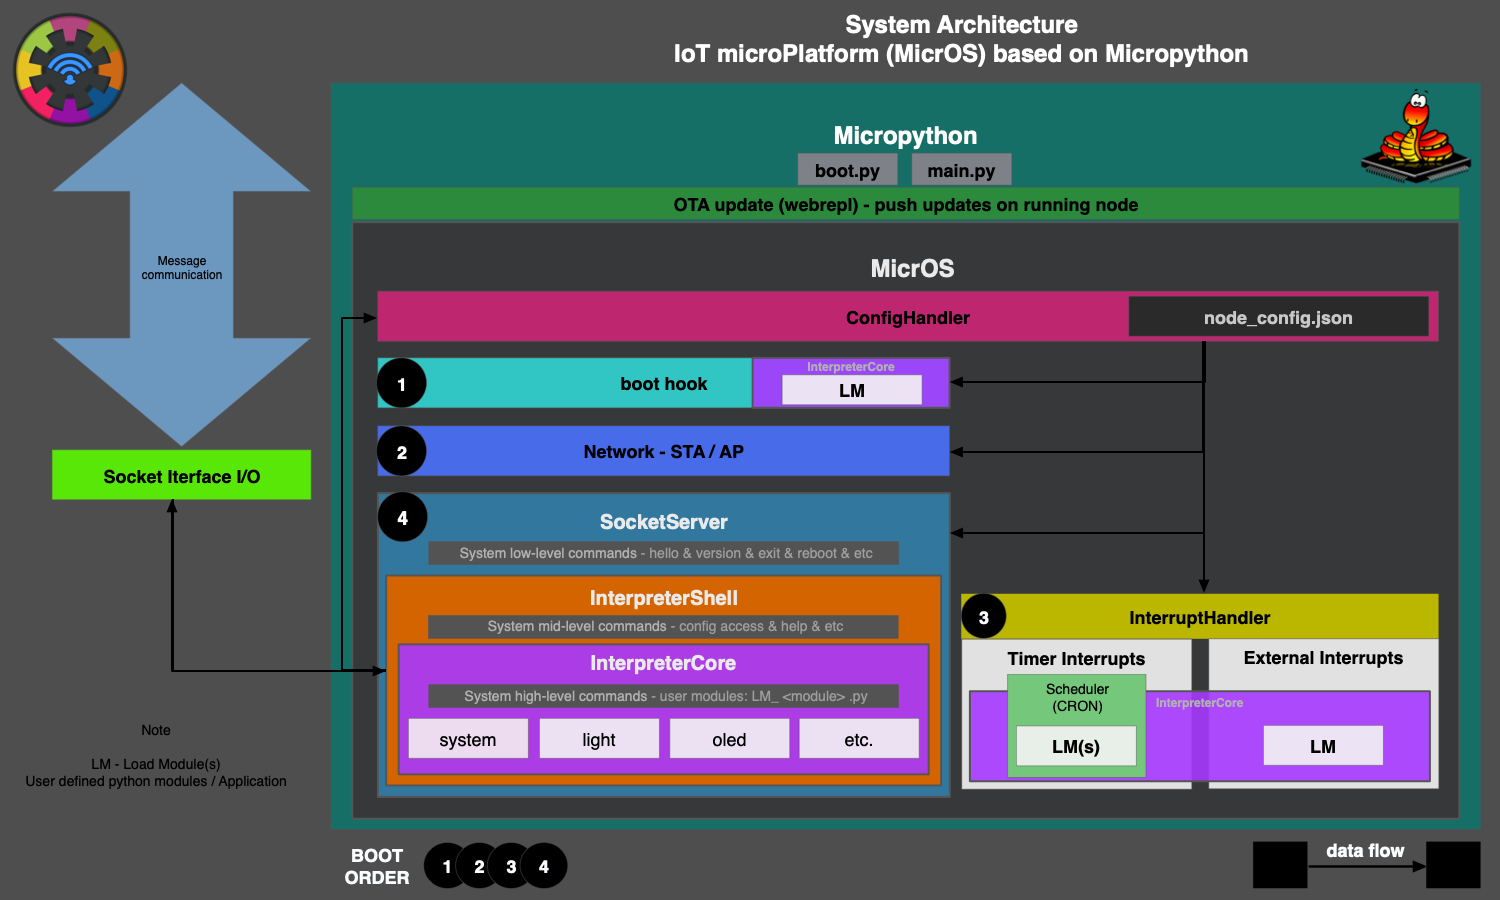 System Architecture
IoT microPlatform (MicrOS) based on Micropython
Micropython
boot.py
main.py
OTA update (webrepl) - push updates on running node
MicrOS
ConfigHandler
node_config.json
Message
communication
1
boot hook
InterpreterCore
LM
2
Network - STA / AP
Socket Iterface I/O
4
SocketServer
System low-level commands - hello & version & exit & reboot & etc
InterpreterShell
System mid-level commands - config access & help & etc
InterpreterCore
System high-level commands - user modules: LM_ <module> .py
system
light
oled
etc.
3
InterruptHandler
Timer Interrupts
External Interrupts
Scheduler
(CRON)
InterpreterCore
LM(s)
LM
Note
LM - Load Module(s)
User defined python modules / Application
BOOT
ORDER
1 2 3 4
data flow